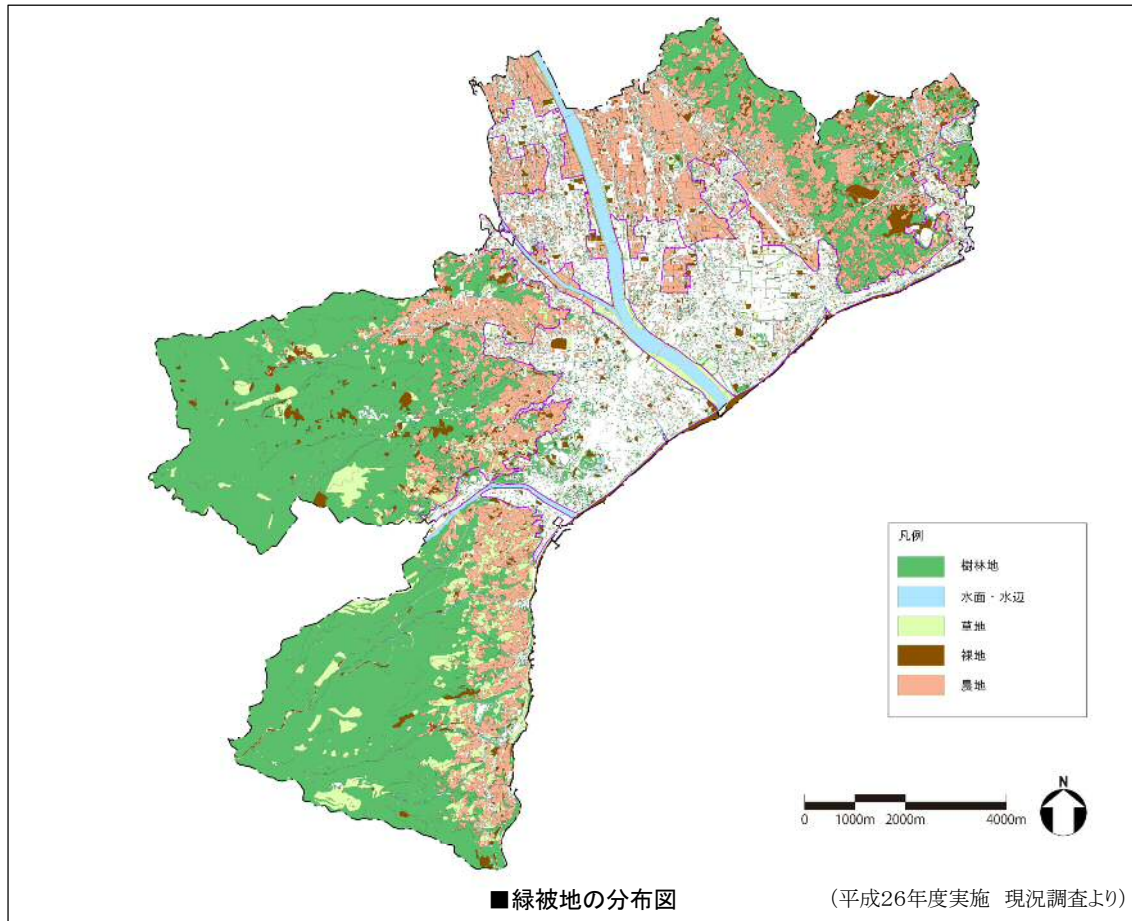 凡例
樹林地
水面・水辺
草地
裸地
農地
N
0 1000m 2000m 4000m
■緑被地の分布図
(平成26年度実施 現況調査より)